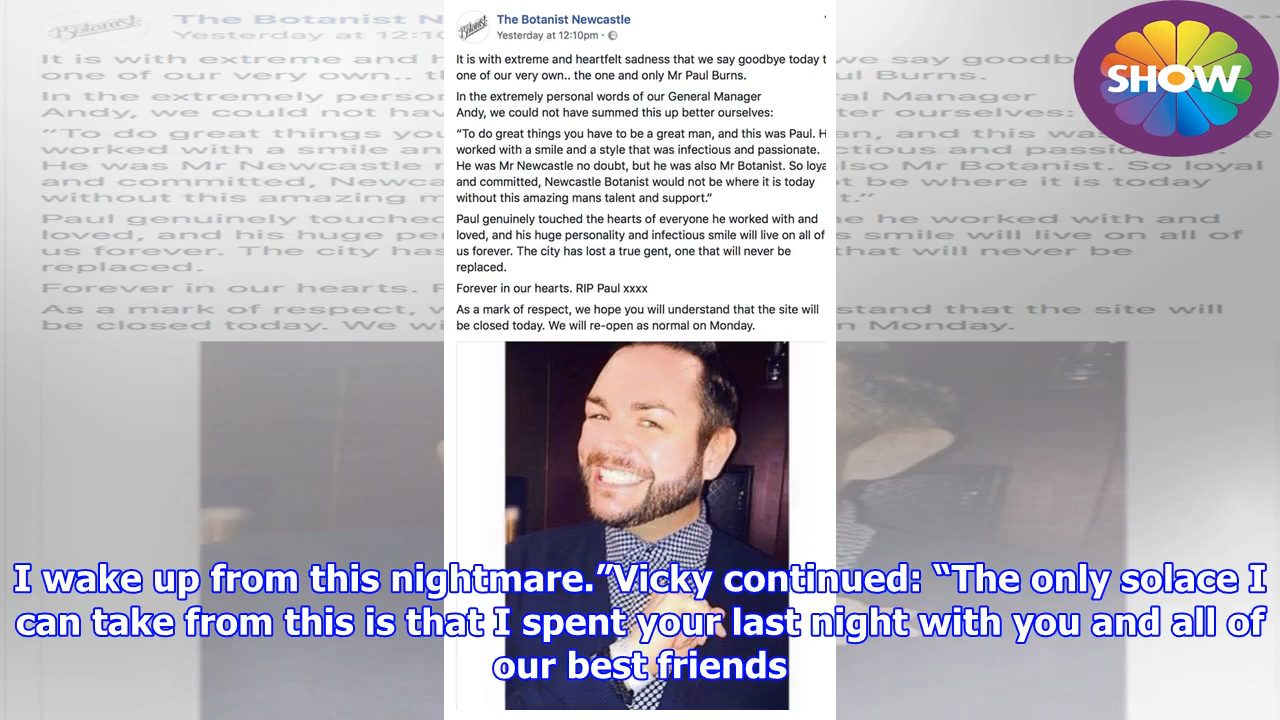 The Botanist Newcastle
Yesterday at 12:10pm ·
It is with extreme and heartfelt sadness that we say goodbye today t
one of our very own.. the one and only Mr Paul Burns.
In the extremely personal words of our General Manager
Andy, we could not have summed this up better ourselves:
“To do great things you have to be a great man, and this was Paul. H
worked with a smile and a style that was infectious and passionate.
He was Mr Newcastle no doubt, but he was also Mr Botanist. So loya
and committed, Newcastle Botanist would not be where it is today
without this amazing mans talent and support.”
Paul genuinely touched the hearts of everyone he worked with and
loved, and his huge personality and infectious smile will live on all of
us forever. The city has lost a true gent, one that will never be
replaced.
Forever in our hearts. RIP Paul xxxx
As a mark of respect, we hope you will understand that the site will
be closed today. We will re-open as normal on Monday.
SHOW
I wake up from this nightmare.”Vicky continued: “The only solace I
can take from this is that I spent your last night with you and all of
our best friends